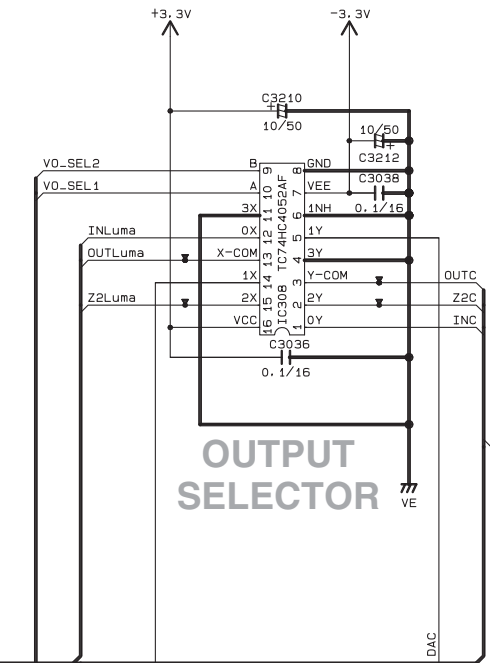 +3.3V -3.3V
C3210
+
10/50
10/50
+
C3212
VO_SEL2 B 9 8 GND
C3038
VO_SEL1 A 10 7 VEE
0.1/16
3X 11 6 1NH
INLuma 0X 12 5 1Y
OUTLuma X-COM 13 4 3Y
1X 14 3 Y-COM OUTC
Z2Luma 2X 15 2 2Y Z2C
VCC 16 1 0Y INC
IC308 TC74HC4052AF
C3036
0.1/16
OUTPUT
SELECTOR
VE
DAC